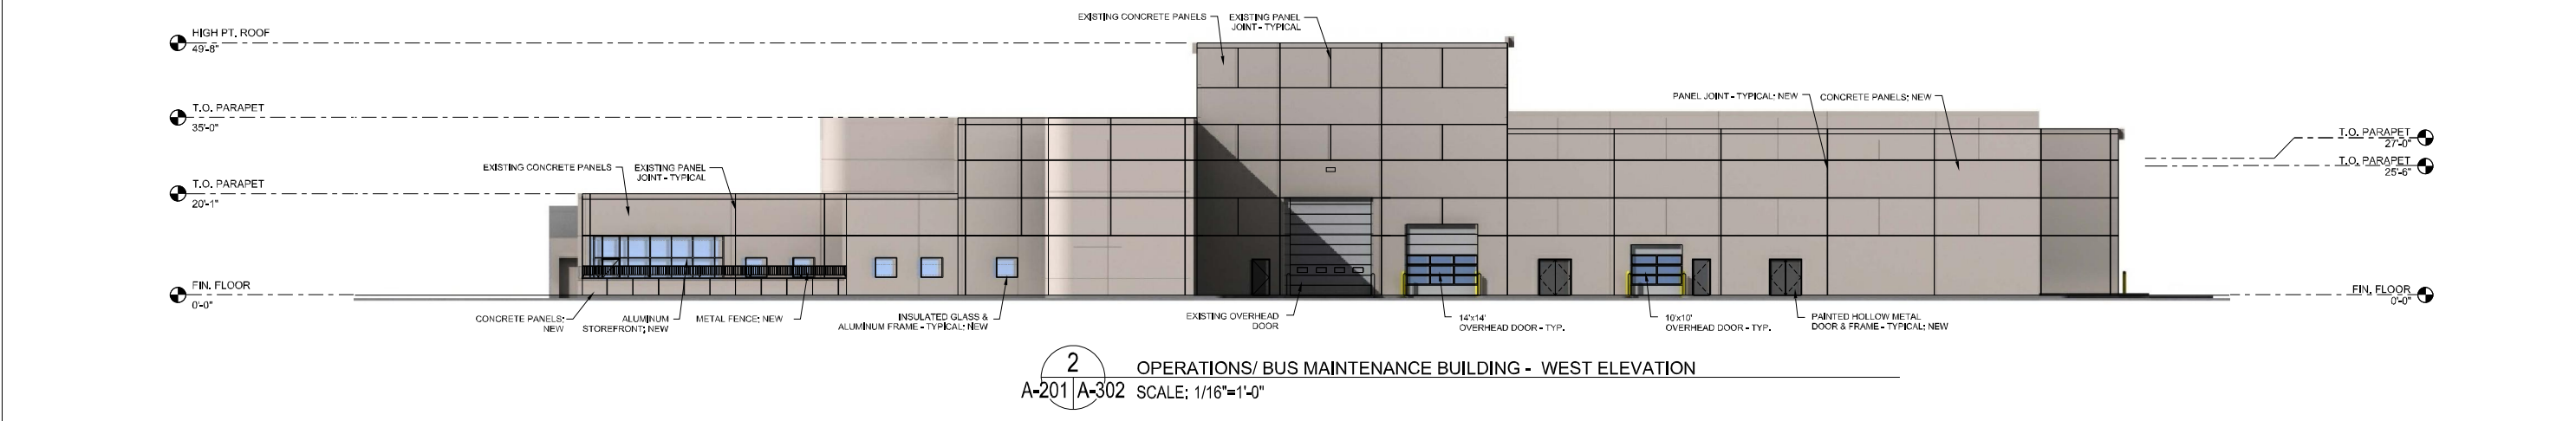 EXISTING CONCRETE PANELS
EXISTING PANEL
JOINT - TYPICAL
HIGH PT. ROOF
49'-8"
T.O. PARAPET
35'-0"
PANEL JOINT - TYPICAL; NEW
CONCRETE PANELS; NEW
T.O. PARAPET
27'-0"
T.O. PARAPET
25'-6"
EXISTING CONCRETE PANELS
EXISTING PANEL
JOINT - TYPICAL
T.O. PARAPET
20'-1"
FIN. FLOOR
0'-0"
FIN. FLOOR
0'-0"
CONCRETE PANELS;
NEW
ALUMINUM
STOREFRONT; NEW
METAL FENCE; NEW
INSULATED GLASS &
ALUMINUM FRAME - TYPICAL; NEW
EXISTING OVERHEAD
DOOR
14'x14'
OVERHEAD DOOR - TYP.
10'x10'
OVERHEAD DOOR - TYP.
PAINTED HOLLOW METAL
DOOR & FRAME - TYPICAL; NEW
2
A-201 A-302
OPERATIONS/ BUS MAINTENANCE BUILDING - WEST ELEVATION
SCALE: 1/16"=1'-0"